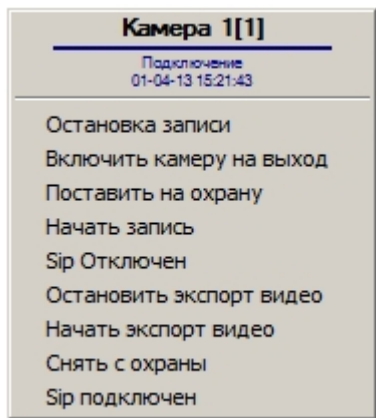 Камера 1[1]
Подключение
01-04-13 15:21:43
Остановка записи
Включить камеру на выход
Поставить на охрану
Начать запись
Sip Отключен
Остановить экспорт видео
Начать экспорт видео
Снять с охраны
Sip подключен